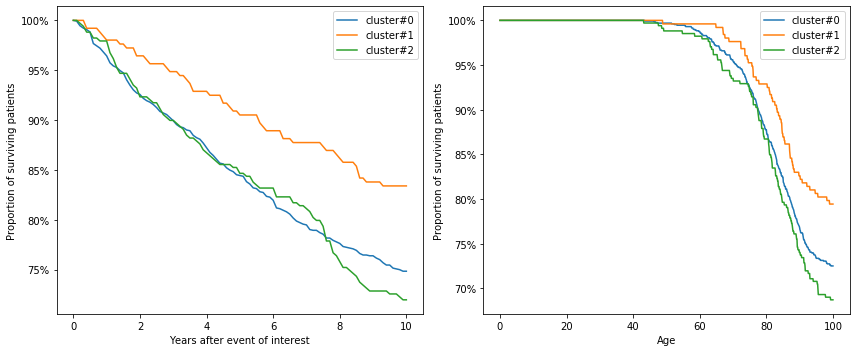 100%
95%
90%
85%
80%
75%
Proportion of surviving patients
0
2
4
6
8
10
Years after event of interest
cluster#0
cluster#1
cluster#2
100%
95%
90%
85%
80%
75%
70%
Proportion of surviving patients
0
20
40
60
80
100
Age
cluster#0
cluster#1
cluster#2